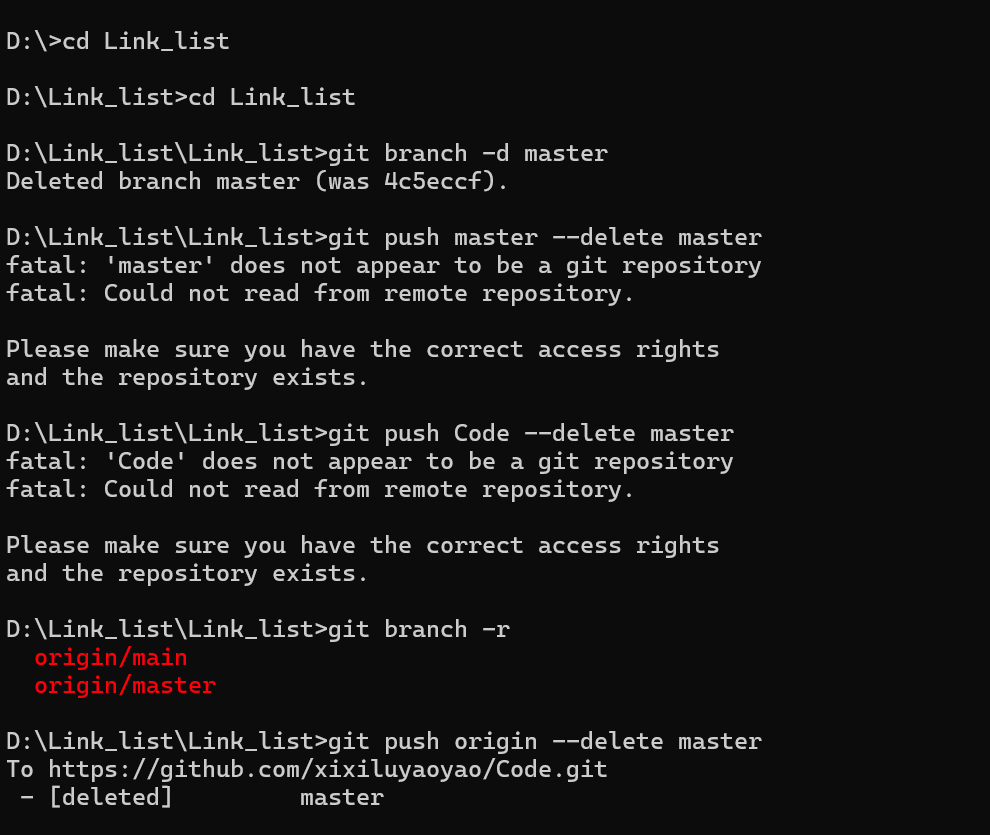 D:\>cd Link_list
D:\Link_list>cd Link_list
D:\Link_list\Link_list>git branch -d master
Deleted branch master (was 4c5eccf).
D:\Link_list\Link_list>git push master --delete master
fatal: 'master' does not appear to be a git repository
fatal: Could not read from remote repository.
Please make sure you have the correct access rights
and the repository exists.
D:\Link_list\Link_list>git push Code --delete master
fatal: 'Code' does not appear to be a git repository
fatal: Could not read from remote repository.
Please make sure you have the correct access rights
and the repository exists.
D:\Link_list\Link_list>git branch -r
  origin/main
  origin/master
D:\Link_list\Link_list>git push origin --delete master
To https://github.com/xixiluyaoyao/Code.git
 - [deleted]         master